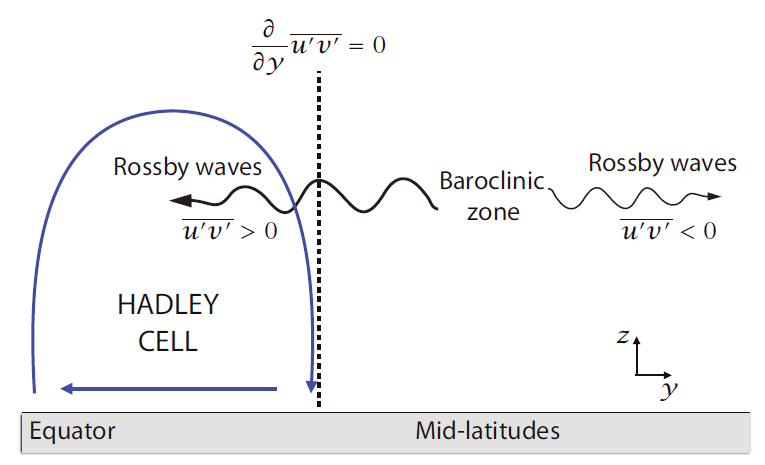 ∂/∂y u′v′‾ = 0
Rossby waves
u′v′‾ > 0
Baroclinic
zone
Rossby waves
u′v′‾ < 0
HADLEY
CELL
z
y
Equator
Mid-latitudes